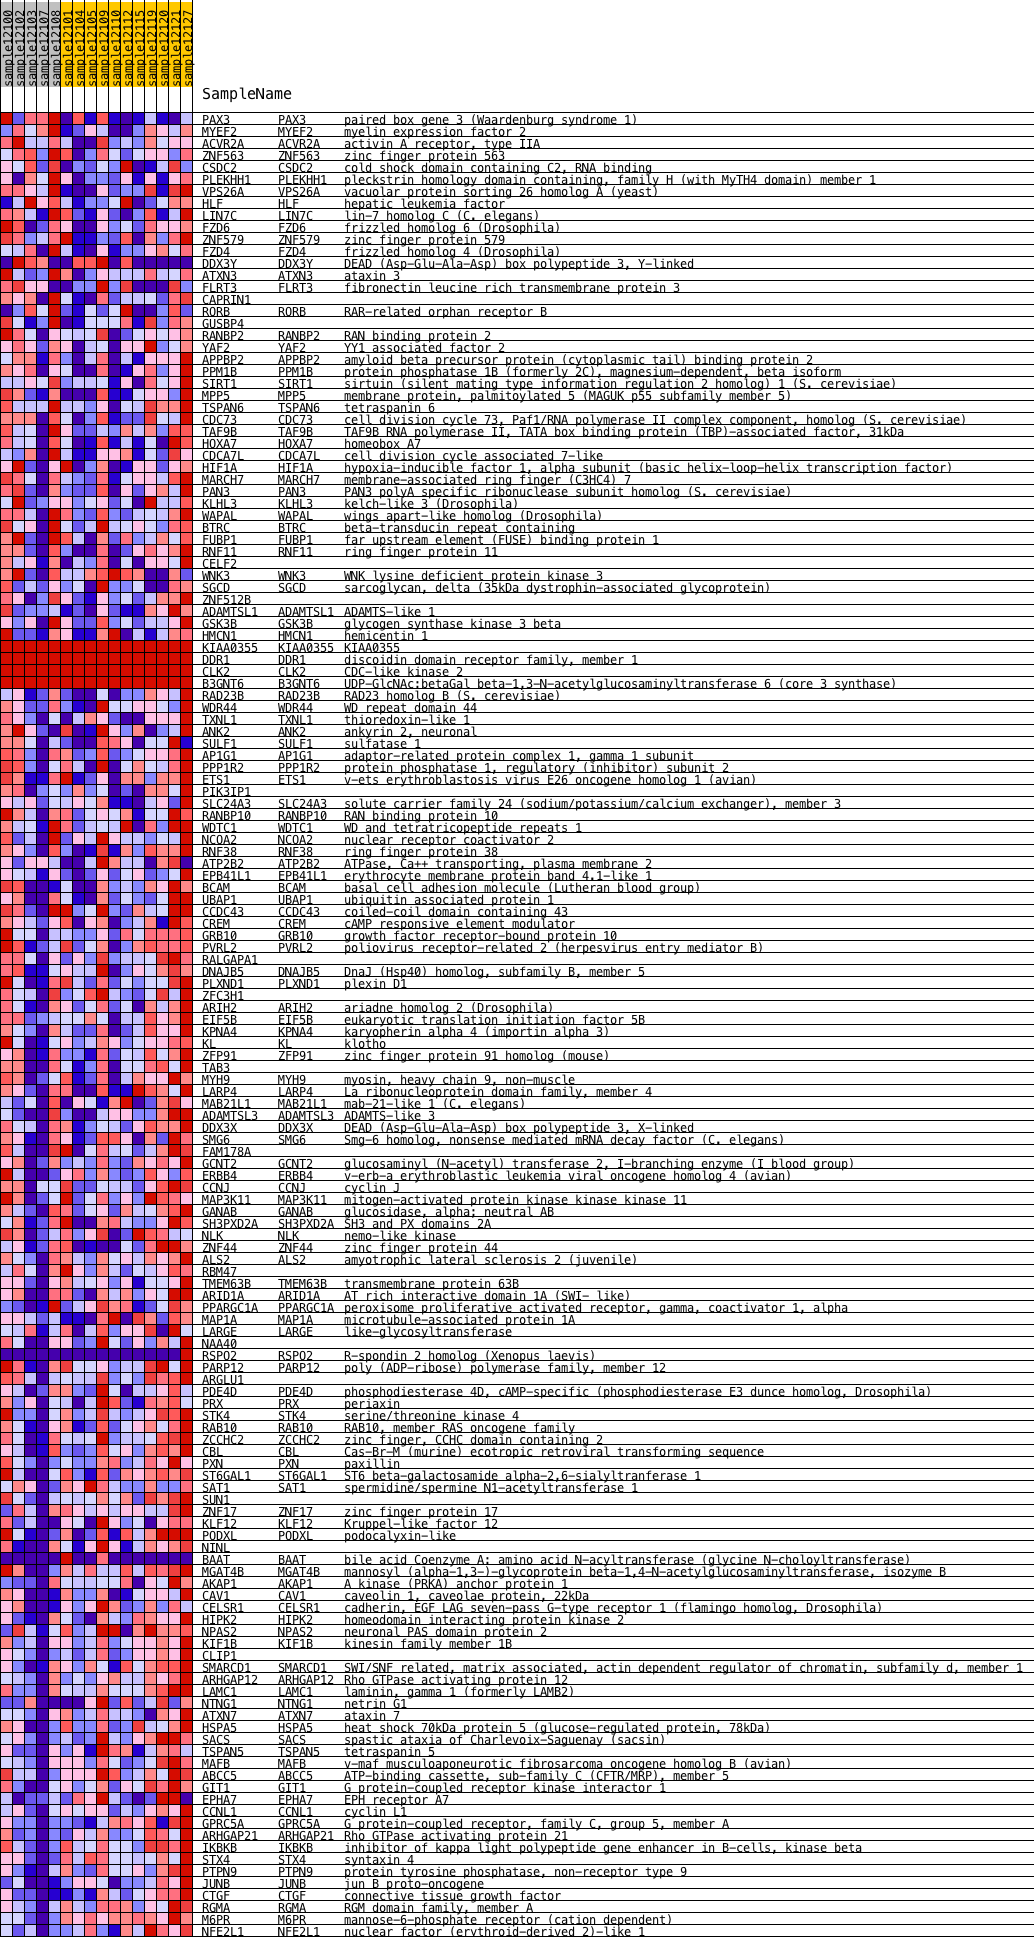 sample12100 sample12102 sample12103 sample12107 sample12108 sample12101 sample12104 sample12105 sample12109 sample12110 sample12112 sample12115 sample12119 sample12120 sample12121 sample12127
SampleName
PAX3 PAX3 paired box gene 3 (Waardenburg syndrome 1)
MYEF2 MYEF2 myelin expression factor 2
ACVR2A ACVR2A activin A receptor, type IIA
ZNF563 ZNF563 zinc finger protein 563
CSDC2 CSDC2 cold shock domain containing C2, RNA binding
PLEKHH1 PLEKHH1 pleckstrin homology domain containing, family H (with MyTH4 domain) member 1
VPS26A VPS26A vacuolar protein sorting 26 homolog A (yeast)
HLF HLF hepatic leukemia factor
LIN7C LIN7C lin-7 homolog C (C. elegans)
FZD6 FZD6 frizzled homolog 6 (Drosophila)
ZNF579 ZNF579 zinc finger protein 579
FZD4 FZD4 frizzled homolog 4 (Drosophila)
DDX3Y DDX3Y DEAD (Asp-Glu-Ala-Asp) box polypeptide 3, Y-linked
ATXN3 ATXN3 ataxin 3
FLRT3 FLRT3 fibronectin leucine rich transmembrane protein 3
CAPRIN1
RORB RORB RAR-related orphan receptor B
GUSBP4
RANBP2 RANBP2 RAN binding protein 2
YAF2 YAF2 YY1 associated factor 2
APPBP2 APPBP2 amyloid beta precursor protein (cytoplasmic tail) binding protein 2
PPM1B PPM1B protein phosphatase 1B (formerly 2C), magnesium-dependent, beta isoform
SIRT1 SIRT1 sirtuin (silent mating type information regulation 2 homolog) 1 (S. cerevisiae)
MPP5 MPP5 membrane protein, palmitoylated 5 (MAGUK p55 subfamily member 5)
TSPAN6 TSPAN6 tetraspanin 6
CDC73 CDC73 cell division cycle 73, Paf1/RNA polymerase II complex component, homolog (S. cerevisiae)
TAF9B TAF9B TAF9B RNA polymerase II, TATA box binding protein (TBP)-associated factor, 31kDa
HOXA7 HOXA7 homeobox A7
CDCA7L CDCA7L cell division cycle associated 7-like
HIF1A HIF1A hypoxia-inducible factor 1, alpha subunit (basic helix-loop-helix transcription factor)
MARCH7 MARCH7 membrane-associated ring finger (C3HC4) 7
PAN3 PAN3 PAN3 polyA specific ribonuclease subunit homolog (S. cerevisiae)
KLHL3 KLHL3 kelch-like 3 (Drosophila)
WAPAL WAPAL wings apart-like homolog (Drosophila)
BTRC BTRC beta-transducin repeat containing
FUBP1 FUBP1 far upstream element (FUSE) binding protein 1
RNF11 RNF11 ring finger protein 11
CELF2
WNK3 WNK3 WNK lysine deficient protein kinase 3
SGCD SGCD sarcoglycan, delta (35kDa dystrophin-associated glycoprotein)
ZNF512B
ADAMTSL1 ADAMTSL1 ADAMTS-like 1
GSK3B GSK3B glycogen synthase kinase 3 beta
HMCN1 HMCN1 hemicentin 1
KIAA0355 KIAA0355 KIAA0355
DDR1 DDR1 discoidin domain receptor family, member 1
CLK2 CLK2 CDC-like kinase 2
B3GNT6 B3GNT6 UDP-GlcNAc:betaGal beta-1,3-N-acetylglucosaminyltransferase 6 (core 3 synthase)
RAD23B RAD23B RAD23 homolog B (S. cerevisiae)
WDR44 WDR44 WD repeat domain 44
TXNL1 TXNL1 thioredoxin-like 1
ANK2 ANK2 ankyrin 2, neuronal
SULF1 SULF1 sulfatase 1
AP1G1 AP1G1 adaptor-related protein complex 1, gamma 1 subunit
PPP1R2 PPP1R2 protein phosphatase 1, regulatory (inhibitor) subunit 2
ETS1 ETS1 v-ets erythroblastosis virus E26 oncogene homolog 1 (avian)
PIK3IP1
SLC24A3 SLC24A3 solute carrier family 24 (sodium/potassium/calcium exchanger), member 3
RANBP10 RANBP10 RAN binding protein 10
WDTC1 WDTC1 WD and tetratricopeptide repeats 1
NCOA2 NCOA2 nuclear receptor coactivator 2
RNF38 RNF38 ring finger protein 38
ATP2B2 ATP2B2 ATPase, Ca++ transporting, plasma membrane 2
EPB41L1 EPB41L1 erythrocyte membrane protein band 4.1-like 1
BCAM BCAM basal cell adhesion molecule (Lutheran blood group)
UBAP1 UBAP1 ubiquitin associated protein 1
CCDC43 CCDC43 coiled-coil domain containing 43
CREM CREM cAMP responsive element modulator
GRB10 GRB10 growth factor receptor-bound protein 10
PVRL2 PVRL2 poliovirus receptor-related 2 (herpesvirus entry mediator B)
RALGAPA1
DNAJB5 DNAJB5 DnaJ (Hsp40) homolog, subfamily B, member 5
PLXND1 PLXND1 plexin D1
ZFC3H1
ARIH2 ARIH2 ariadne homolog 2 (Drosophila)
EIF5B EIF5B eukaryotic translation initiation factor 5B
KPNA4 KPNA4 karyopherin alpha 4 (importin alpha 3)
KL KL klotho
ZFP91 ZFP91 zinc finger protein 91 homolog (mouse)
TAB3
MYH9 MYH9 myosin, heavy chain 9, non-muscle
LARP4 LARP4 La ribonucleoprotein domain family, member 4
MAB21L1 MAB21L1 mab-21-like 1 (C. elegans)
ADAMTSL3 ADAMTSL3 ADAMTS-like 3
DDX3X DDX3X DEAD (Asp-Glu-Ala-Asp) box polypeptide 3, X-linked
SMG6 SMG6 Smg-6 homolog, nonsense mediated mRNA decay factor (C. elegans)
FAM178A
GCNT2 GCNT2 glucosaminyl (N-acetyl) transferase 2, I-branching enzyme (I blood group)
ERBB4 ERBB4 v-erb-a erythroblastic leukemia viral oncogene homolog 4 (avian)
CCNJ CCNJ cyclin J
MAP3K11 MAP3K11 mitogen-activated protein kinase kinase kinase 11
GANAB GANAB glucosidase, alpha; neutral AB
SH3PXD2A SH3PXD2A SH3 and PX domains 2A
NLK NLK nemo-like kinase
ZNF44 ZNF44 zinc finger protein 44
ALS2 ALS2 amyotrophic lateral sclerosis 2 (juvenile)
RBM47
TMEM63B TMEM63B transmembrane protein 63B
ARID1A ARID1A AT rich interactive domain 1A (SWI- like)
PPARGC1A PPARGC1A peroxisome proliferative activated receptor, gamma, coactivator 1, alpha
MAP1A MAP1A microtubule-associated protein 1A
LARGE LARGE like-glycosyltransferase
NAA40
RSPO2 RSPO2 R-spondin 2 homolog (Xenopus laevis)
PARP12 PARP12 poly (ADP-ribose) polymerase family, member 12
ARGLU1
PDE4D PDE4D phosphodiesterase 4D, cAMP-specific (phosphodiesterase E3 dunce homolog, Drosophila)
PRX PRX periaxin
STK4 STK4 serine/threonine kinase 4
RAB10 RAB10 RAB10, member RAS oncogene family
ZCCHC2 ZCCHC2 zinc finger, CCHC domain containing 2
CBL CBL Cas-Br-M (murine) ecotropic retroviral transforming sequence
PXN PXN paxillin
ST6GAL1 ST6GAL1 ST6 beta-galactosamide alpha-2,6-sialyltranferase 1
SAT1 SAT1 spermidine/spermine N1-acetyltransferase 1
SUN1
ZNF17 ZNF17 zinc finger protein 17
KLF12 KLF12 Kruppel-like factor 12
PODXL PODXL podocalyxin-like
NINL
BAAT BAAT bile acid Coenzyme A: amino acid N-acyltransferase (glycine N-choloyltransferase)
MGAT4B MGAT4B mannosyl (alpha-1,3-)-glycoprotein beta-1,4-N-acetylglucosaminyltransferase, isozyme B
AKAP1 AKAP1 A kinase (PRKA) anchor protein 1
CAV1 CAV1 caveolin 1, caveolae protein, 22kDa
CELSR1 CELSR1 cadherin, EGF LAG seven-pass G-type receptor 1 (flamingo homolog, Drosophila)
HIPK2 HIPK2 homeodomain interacting protein kinase 2
NPAS2 NPAS2 neuronal PAS domain protein 2
KIF1B KIF1B kinesin family member 1B
CLIP1
SMARCD1 SMARCD1 SWI/SNF related, matrix associated, actin dependent regulator of chromatin, subfamily d, member 1
ARHGAP12 ARHGAP12 Rho GTPase activating protein 12
LAMC1 LAMC1 laminin, gamma 1 (formerly LAMB2)
NTNG1 NTNG1 netrin G1
ATXN7 ATXN7 ataxin 7
HSPA5 HSPA5 heat shock 70kDa protein 5 (glucose-regulated protein, 78kDa)
SACS SACS spastic ataxia of Charlevoix-Saguenay (sacsin)
TSPAN5 TSPAN5 tetraspanin 5
MAFB MAFB v-maf musculoaponeurotic fibrosarcoma oncogene homolog B (avian)
ABCC5 ABCC5 ATP-binding cassette, sub-family C (CFTR/MRP), member 5
GIT1 GIT1 G protein-coupled receptor kinase interactor 1
EPHA7 EPHA7 EPH receptor A7
CCNL1 CCNL1 cyclin L1
GPRC5A GPRC5A G protein-coupled receptor, family C, group 5, member A
ARHGAP21 ARHGAP21 Rho GTPase activating protein 21
IKBKB IKBKB inhibitor of kappa light polypeptide gene enhancer in B-cells, kinase beta
STX4 STX4 syntaxin 4
PTPN9 PTPN9 protein tyrosine phosphatase, non-receptor type 9
JUNB JUNB jun B proto-oncogene
CTGF CTGF connective tissue growth factor
RGMA RGMA RGM domain family, member A
M6PR M6PR mannose-6-phosphate receptor (cation dependent)
NFE2L1 NFE2L1 nuclear factor (erythroid-derived 2)-like 1